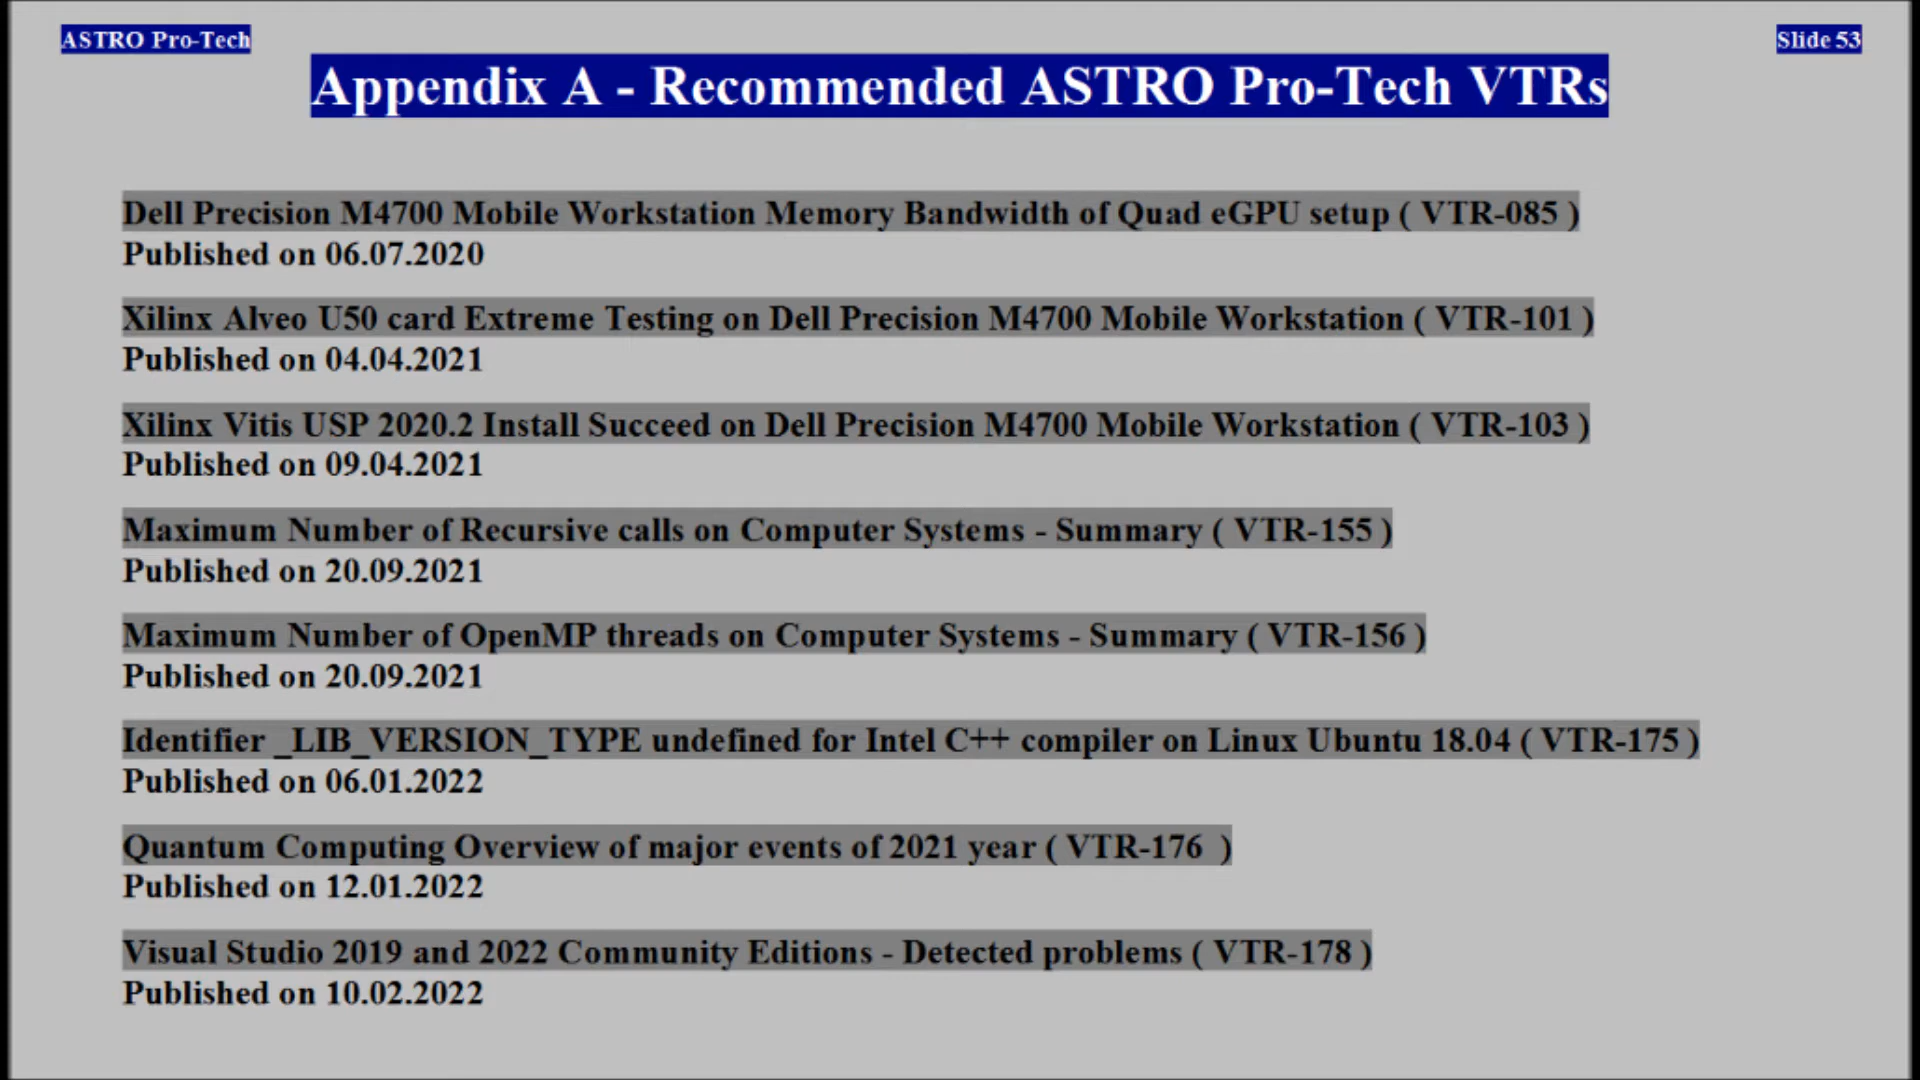 ASTRO Pro-Tech
Slide 53
Appendix A - Recommended ASTRO Pro-Tech VTRs
Dell Precision M4700 Mobile Workstation Memory Bandwidth of Quad eGPU setup ( VTR-085 )
Published on 06.07.2020
Xilinx Alveo U50 card Extreme Testing on Dell Precision M4700 Mobile Workstation ( VTR-101 )
Published on 04.04.2021
Xilinx Vitis USP 2020.2 Install Succeed on Dell Precision M4700 Mobile Workstation ( VTR-103 )
Published on 09.04.2021
Maximum Number of Recursive calls on Computer Systems - Summary ( VTR-155 )
Published on 20.09.2021
Maximum Number of OpenMP threads on Computer Systems - Summary ( VTR-156 )
Published on 20.09.2021
Identifier _LIB_VERSION_TYPE undefined for Intel C++ compiler on Linux Ubuntu 18.04 ( VTR-175 )
Published on 06.01.2022
Quantum Computing Overview of major events of 2021 year ( VTR-176  )
Published on 12.01.2022
Visual Studio 2019 and 2022 Community Editions - Detected problems ( VTR-178 )
Published on 10.02.2022